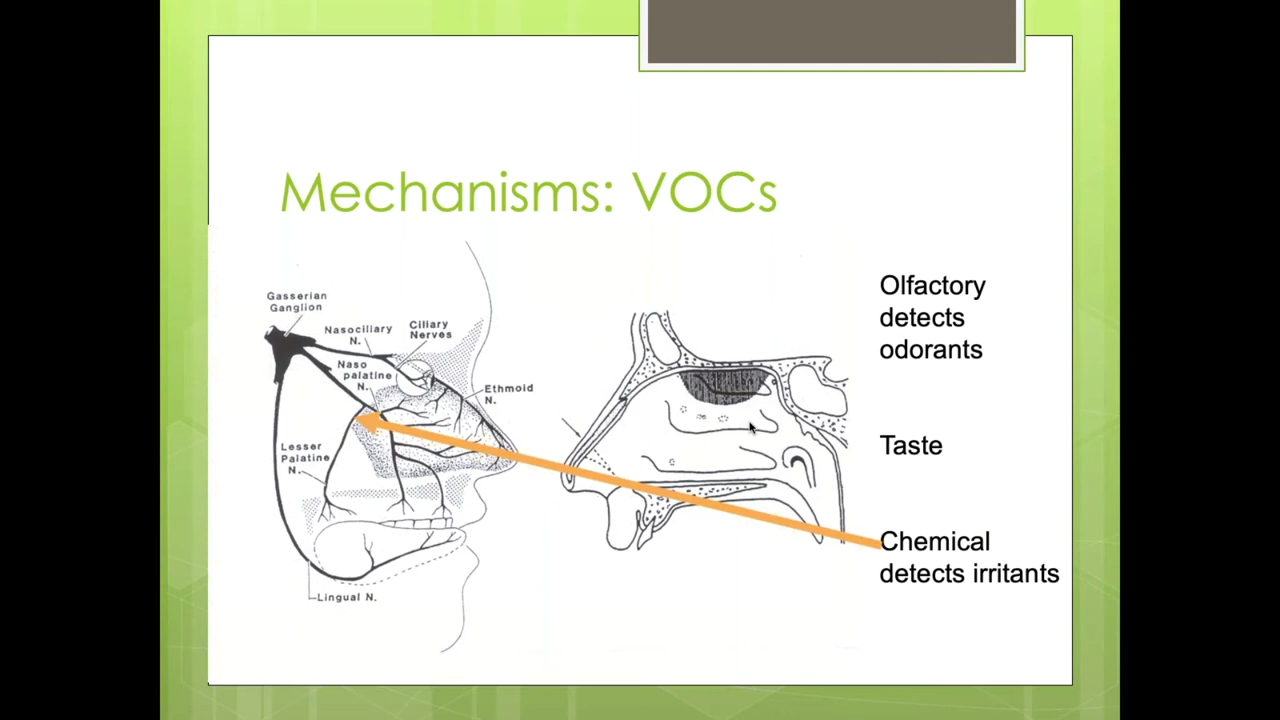 Mechanisms: VOCs
Gasserian
Ganglion
Nasociliary
N.
Ciliary
Nerves
Naso
palatine
N.
Ethmoid
N.
Lesser
Palatine
N.
Lingual N.
Olfactory
detects
odorants
Taste
Chemical
detects irritants